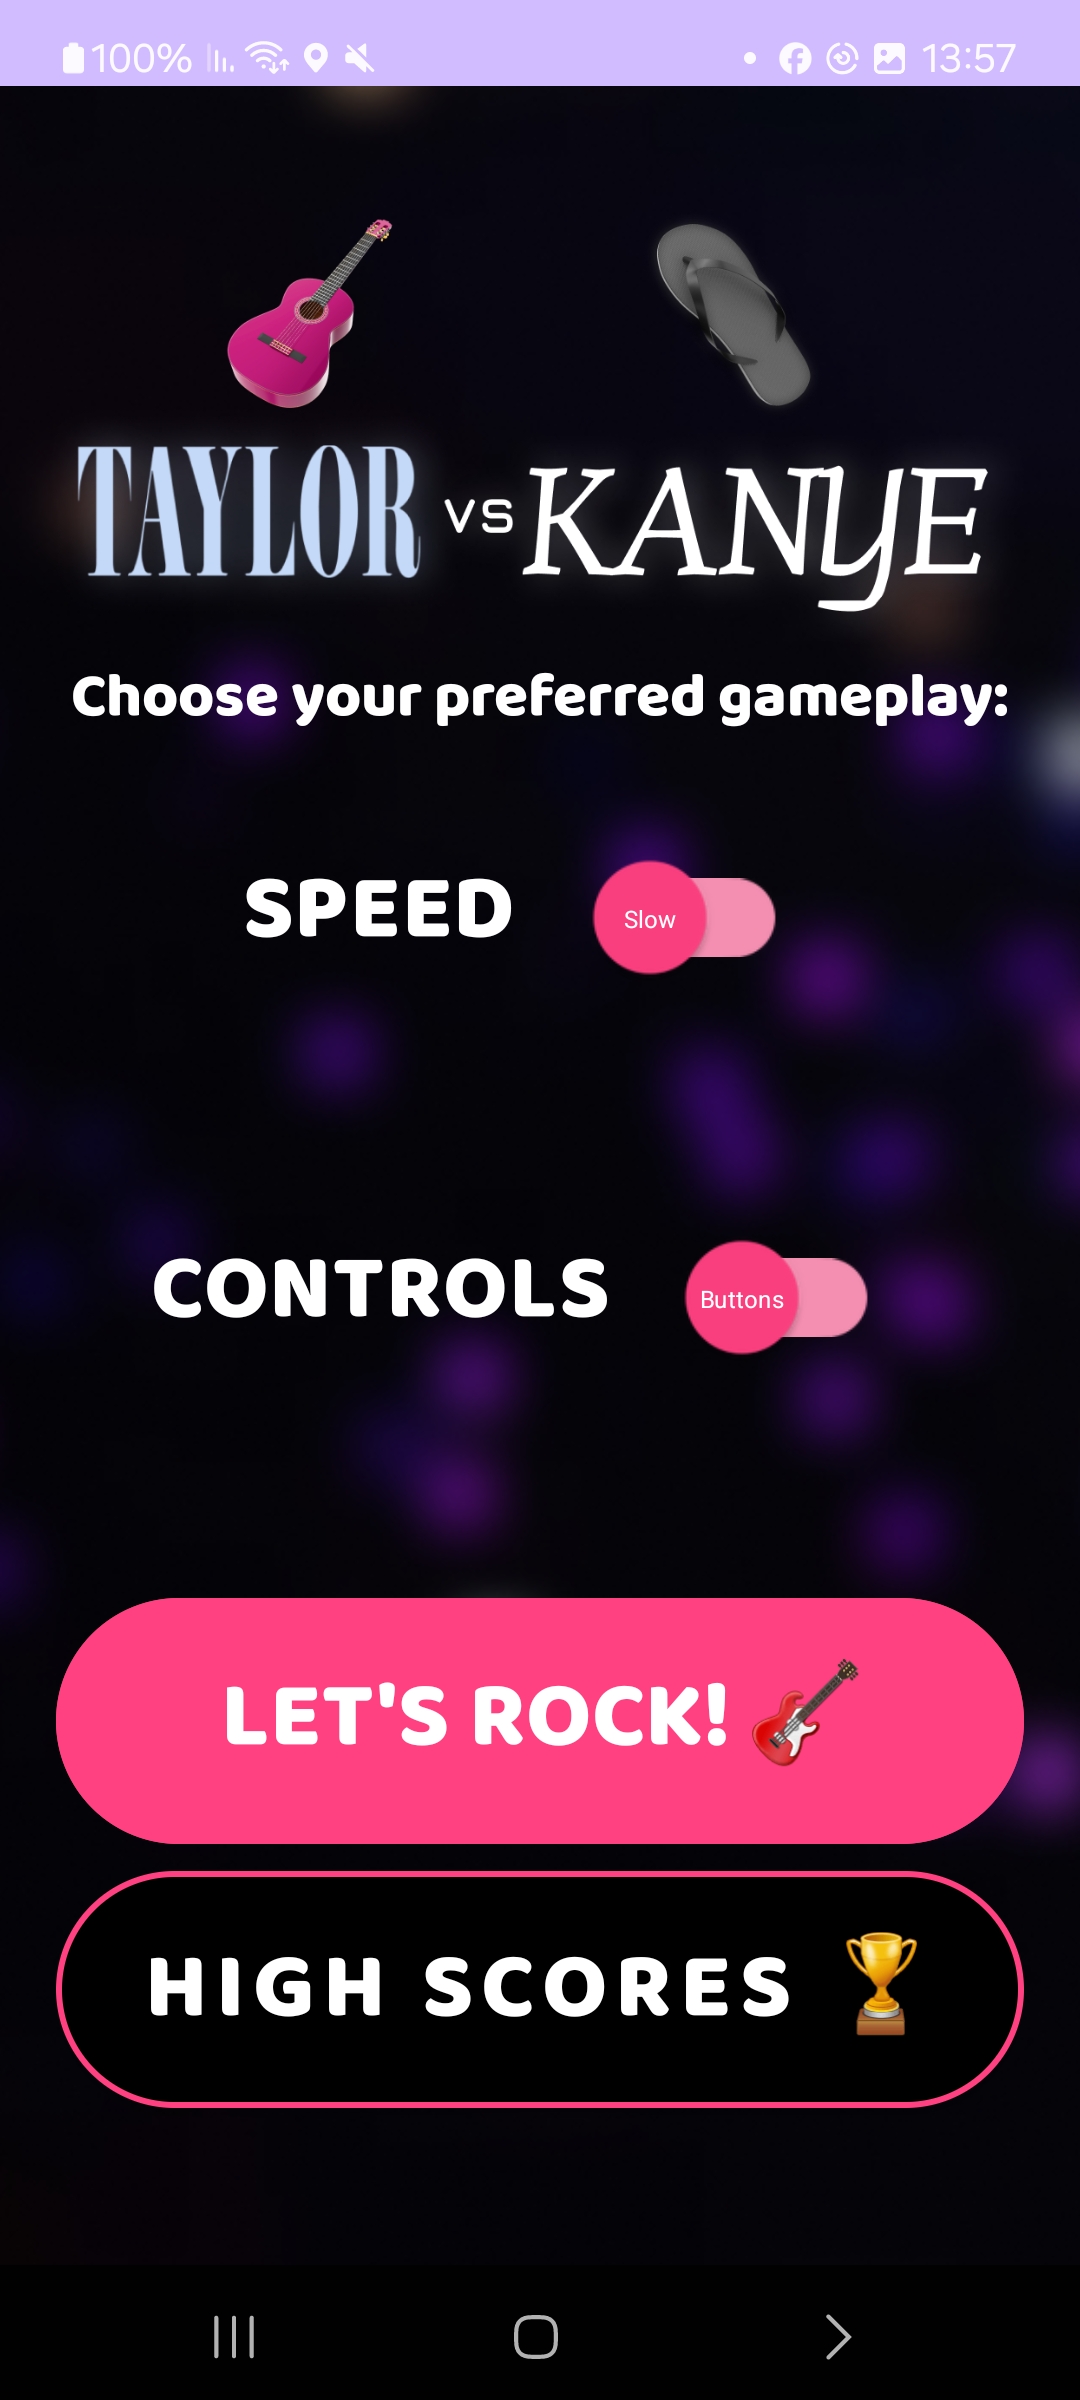 100% 13:57
TAYLOR vs KANYE
Choose your preferred gameplay:
SPEED Slow
CONTROLS Buttons
LET'S ROCK! 🎸
HIGH SCORES 🏆